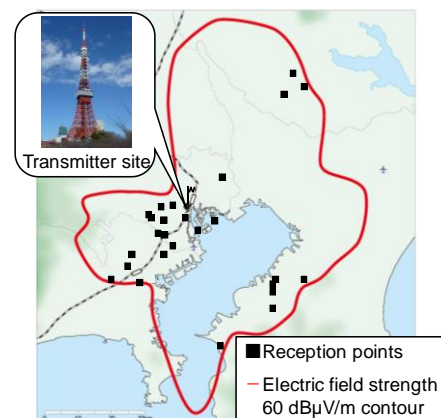 Transmitter site
Reception points
Electric field strength
60 dBµV/m contour